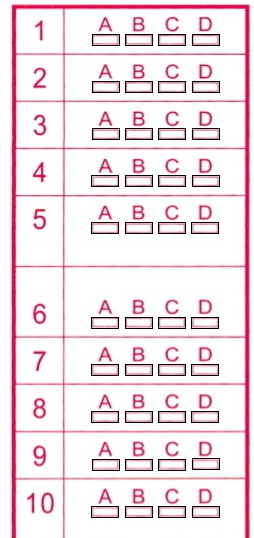 1 A B C D
2 A B C D
3 A B C D
4 A B C D
5 A B C D
6 A B C D
7 A B C D
8 A B C D
9 A B C D
10 A B C D